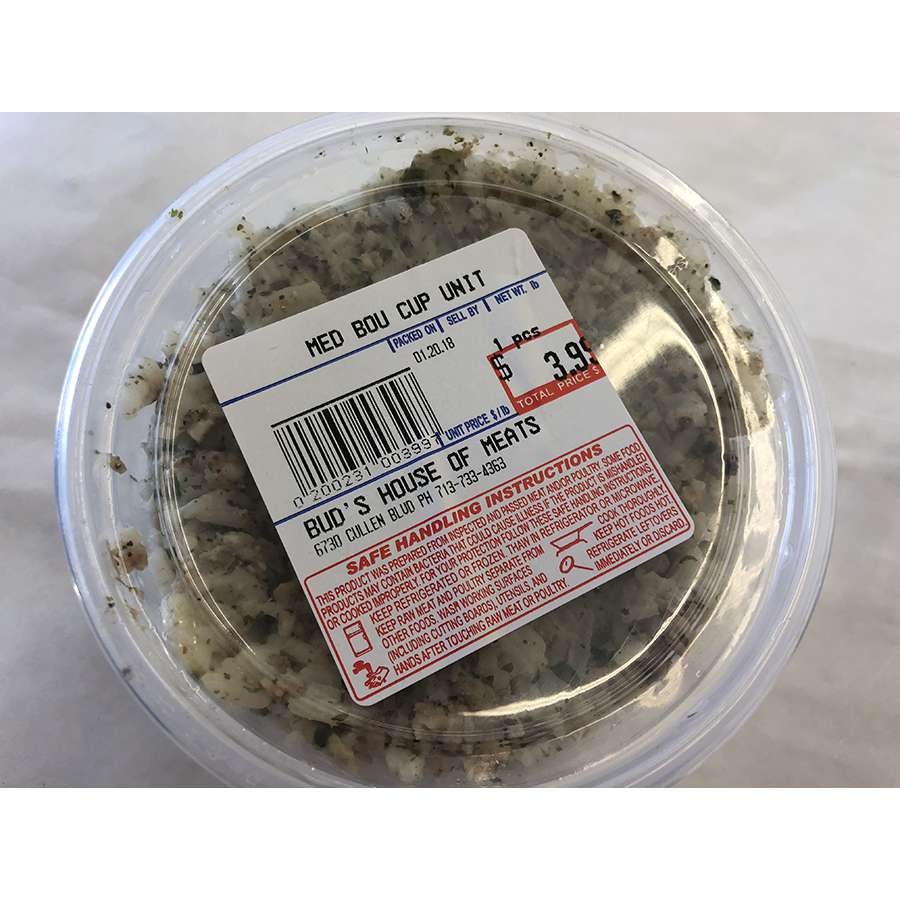 MED BOU CUP UNIT
PACKED ON SELL BY NET WT. lb
01.20.18
1 pcs
$ 3.99
TOTAL PRICE $
UNIT PRICE $/lb
0 200231 003997
BUD'S HOUSE OF MEATS
6730 CULLEN BLVD PH 713-733-4363
SAFE HANDLING INSTRUCTIONS
THIS PRODUCT WAS PREPARED FROM INSPECTED AND PASSED MEAT AND/OR POULTRY. SOME FOOD
PRODUCTS MAY CONTAIN BACTERIA THAT COULD CAUSE ILLNESS IF THE PRODUCT IS MISHANDLED
OR COOKED IMPROPERLY. FOR YOUR PROTECTION FOLLOW THESE SAFE HANDLING INSTRUCTIONS.
KEEP REFRIGERATED OR FROZEN. THAW IN REFRIGERATOR OR MICROWAVE.
KEEP RAW MEAT AND POULTRY SEPARATE FROM
OTHER FOODS. WASH WORKING SURFACES
(INCLUDING CUTTING BOARDS), UTENSILS AND
HANDS AFTER TOUCHING RAW MEAT OR POULTRY.
COOK THOROUGHLY.
KEEP HOT FOODS HOT.
REFRIGERATE LEFTOVERS
IMMEDIATELY OR DISCARD